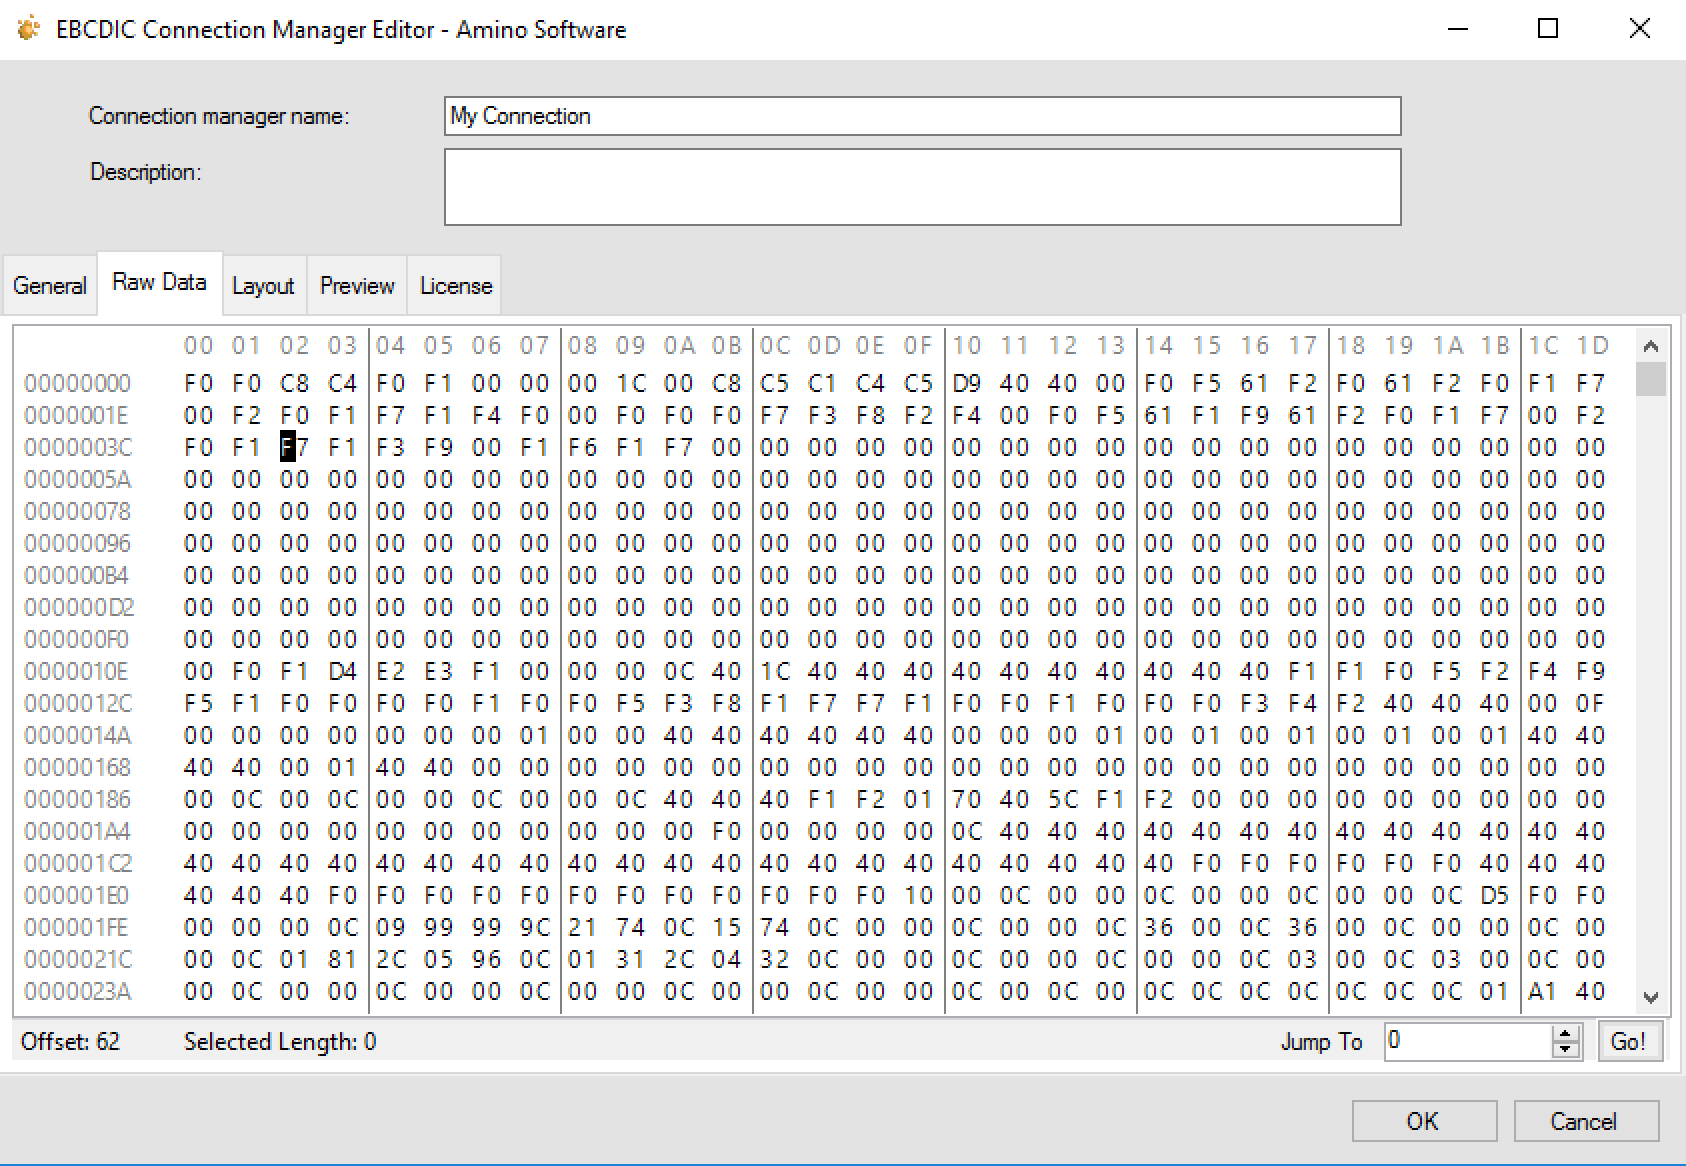 EBCDIC Connection Manager Editor - Amino Software
Connection manager name: My Connection
Description:
General Raw Data Layout Preview License
00 01 02 03 04 05 06 07 08 09 0A 0B 0C 0D 0E 0F 10 11 12 13 14 15 16 17 18 19 1A 1B 1C 1D
00000000 F0 F0 C8 C4 F0 F1 00 00 00 1C 00 C8 C5 C1 C4 C5 D9 40 40 00 F0 F5 61 F2 F0 61 F2 F0 F1 F7
0000001E 00 F2 F0 F1 F7 F1 F4 F0 00 F0 F0 F0 F7 F3 F8 F2 F4 00 F0 F5 61 F1 F9 61 F2 F0 F1 F7 00 F2
0000003C F0 F1 F7 F1 F3 F9 00 F1 F6 F1 F7 00 00 00 00 00 00 00 00 00 00 00 00 00 00 00 00 00 00 00
0000005A 00 00 00 00 00 00 00 00 00 00 00 00 00 00 00 00 00 00 00 00 00 00 00 00 00 00 00 00 00 00
00000078 00 00 00 00 00 00 00 00 00 00 00 00 00 00 00 00 00 00 00 00 00 00 00 00 00 00 00 00 00 00
00000096 00 00 00 00 00 00 00 00 00 00 00 00 00 00 00 00 00 00 00 00 00 00 00 00 00 00 00 00 00 00
000000B4 00 00 00 00 00 00 00 00 00 00 00 00 00 00 00 00 00 00 00 00 00 00 00 00 00 00 00 00 00 00
000000D2 00 00 00 00 00 00 00 00 00 00 00 00 00 00 00 00 00 00 00 00 00 00 00 00 00 00 00 00 00 00
000000F0 00 00 00 00 00 00 00 00 00 00 00 00 00 00 00 00 00 00 00 00 00 00 00 00 00 00 00 00 00 00
0000010E 00 F0 F1 D4 E2 E3 F1 00 00 00 0C 40 1C 40 40 40 40 40 40 40 40 40 40 F1 F1 F0 F5 F2 F4 F9
0000012C F5 F1 F0 F0 F0 F0 F1 F0 F0 F5 F3 F8 F1 F7 F7 F1 F0 F0 F1 F0 F0 F0 F3 F4 F2 40 40 40 00 0F
0000014A 00 00 00 00 00 00 00 01 00 00 40 40 40 40 40 40 00 00 00 01 00 01 00 01 00 01 00 01 40 40
00000168 40 40 00 01 40 40 00 00 00 00 00 00 00 00 00 00 00 00 00 00 00 00 00 00 00 00 00 00 00 00
00000186 00 0C 00 0C 00 00 0C 00 00 0C 40 40 40 F1 F2 01 70 40 5C F1 F2 00 00 00 00 00 00 00 00 00
000001A4 00 00 00 00 00 00 00 00 00 00 00 F0 00 00 00 00 0C 40 40 40 40 40 40 40 40 40 40 40 40 40
000001C2 40 40 40 40 40 40 40 40 40 40 40 40 40 40 40 40 40 40 40 40 40 F0 F0 F0 F0 F0 F0 40 40 40
000001E0 40 40 40 F0 F0 F0 F0 F0 F0 F0 F0 F0 F0 F0 F0 10 00 0C 00 00 0C 00 00 0C 00 00 0C D5 F0 F0
000001FE 00 00 00 0C 09 99 99 9C 21 74 0C 15 74 0C 00 00 0C 00 00 0C 36 00 0C 36 00 0C 00 00 0C 00
0000021C 00 0C 01 81 2C 05 96 0C 01 31 2C 04 32 0C 00 00 0C 00 00 0C 00 00 0C 03 00 0C 03 00 0C 00
0000023A 00 0C 00 00 0C 00 00 0C 00 00 0C 00 00 0C 00 00 0C 00 0C 00 0C 0C 0C 0C 0C 0C 0C 01 A1 40
Offset: 62 Selected Length: 0 Jump To 0 Go!
OK Cancel